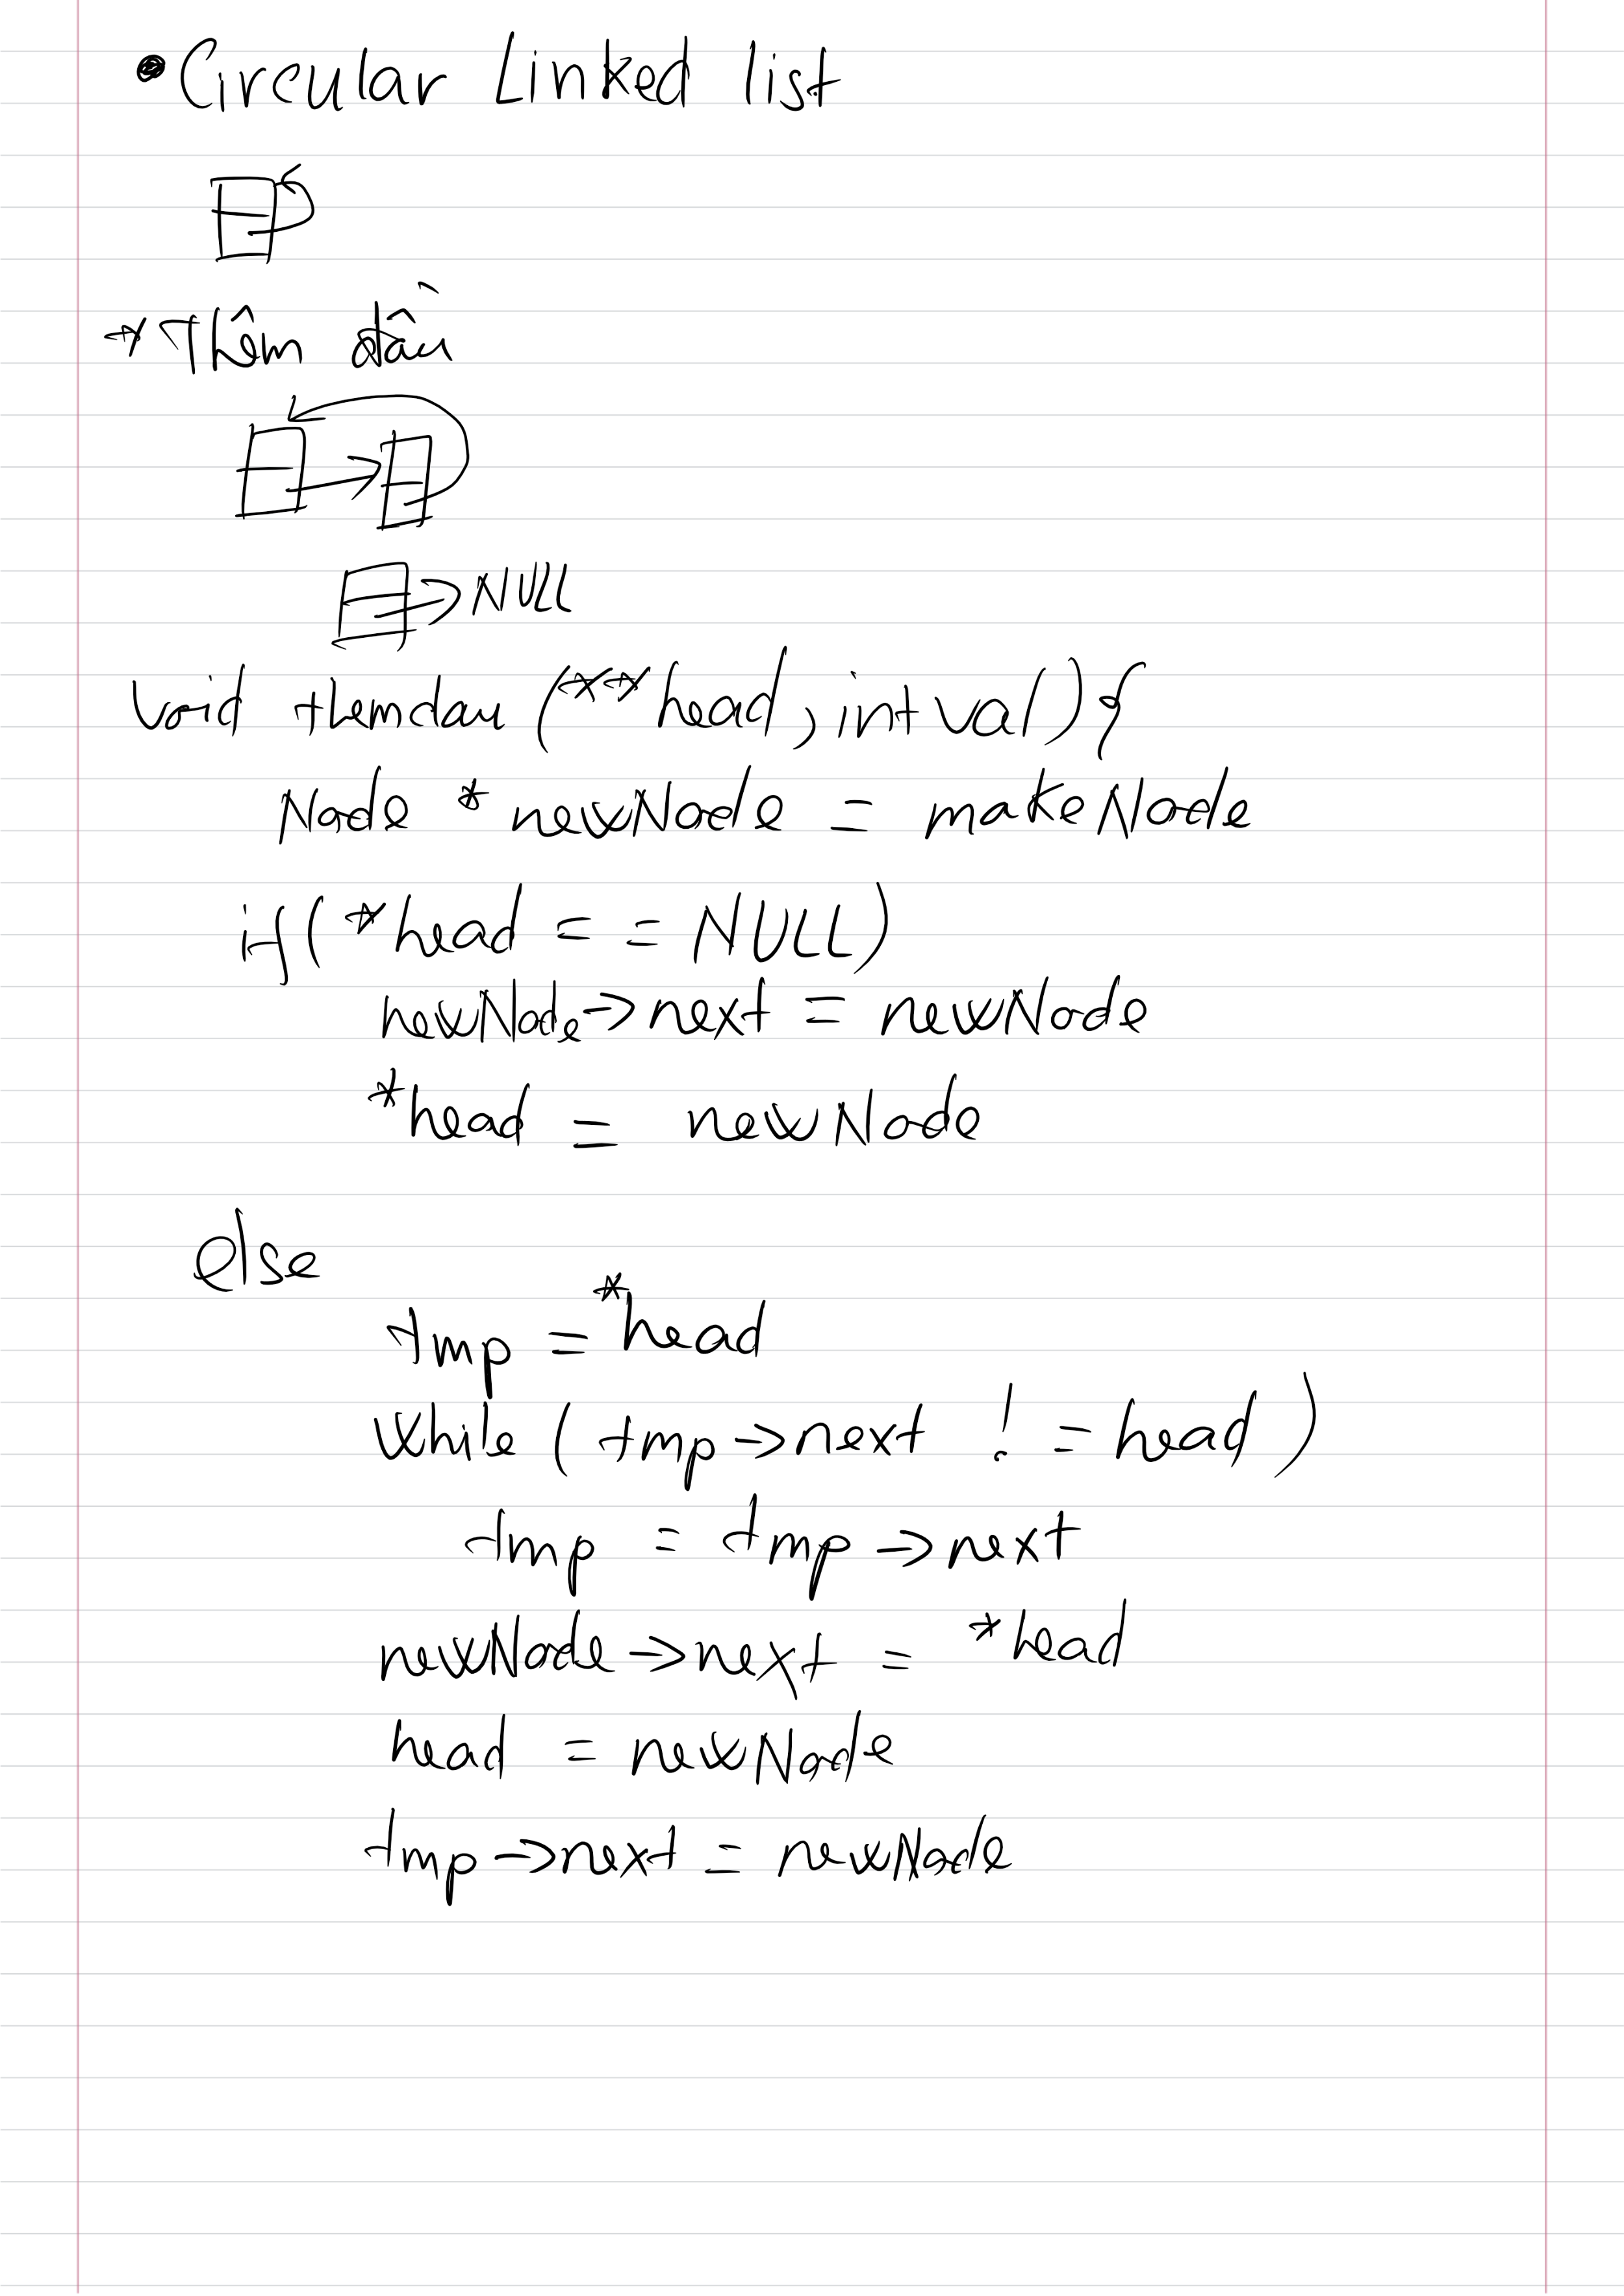 Circular Linked list
* Thêm đầu
NULL
void themdau (**head, int val){
Node * newNode = makeNode
if (*head == NULL)
newNode->next = newNode
*head = newNode
else
tmp = *head
while (tmp->next != head)
tmp = tmp->next
newNode->next = *head
head = newNode
tmp->next = newNode